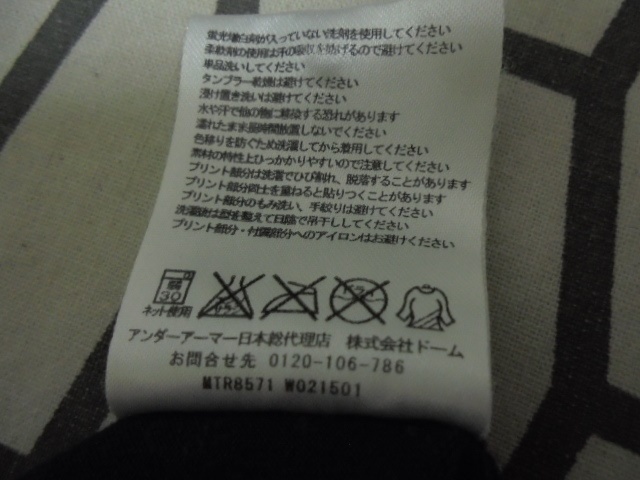 蛍光増白剤が入っていない洗剤を使用してください
柔軟剤の使用は汗の吸収を妨げるので避けてください
単品洗いしてください
タンブラー乾燥は避けてください
浸け置き洗いは避けてください
水や汗で他の物に移染する恐れがあります
濡れたまま長時間放置しないでください
色移りを防ぐため洗濯してから着用してください
素材の特性上ひっかかりやすいので注意してください
プリント部分は洗濯でひび割れ、脱落することがあります
プリント部分同士を重ねると貼りつくことがあります
プリント部分のもみ洗い、手絞りは避けてください
洗濯後は形を整えて日陰で吊干ししてください
プリント部分・付属部分へのアイロンはお避けください
弱
30
ネット使用
エンソ
サラシ
ドライ
アンダーアーマー日本総代理店 株式会社ドーム
お問合せ先 0120-106-786
MTR8571 W021501